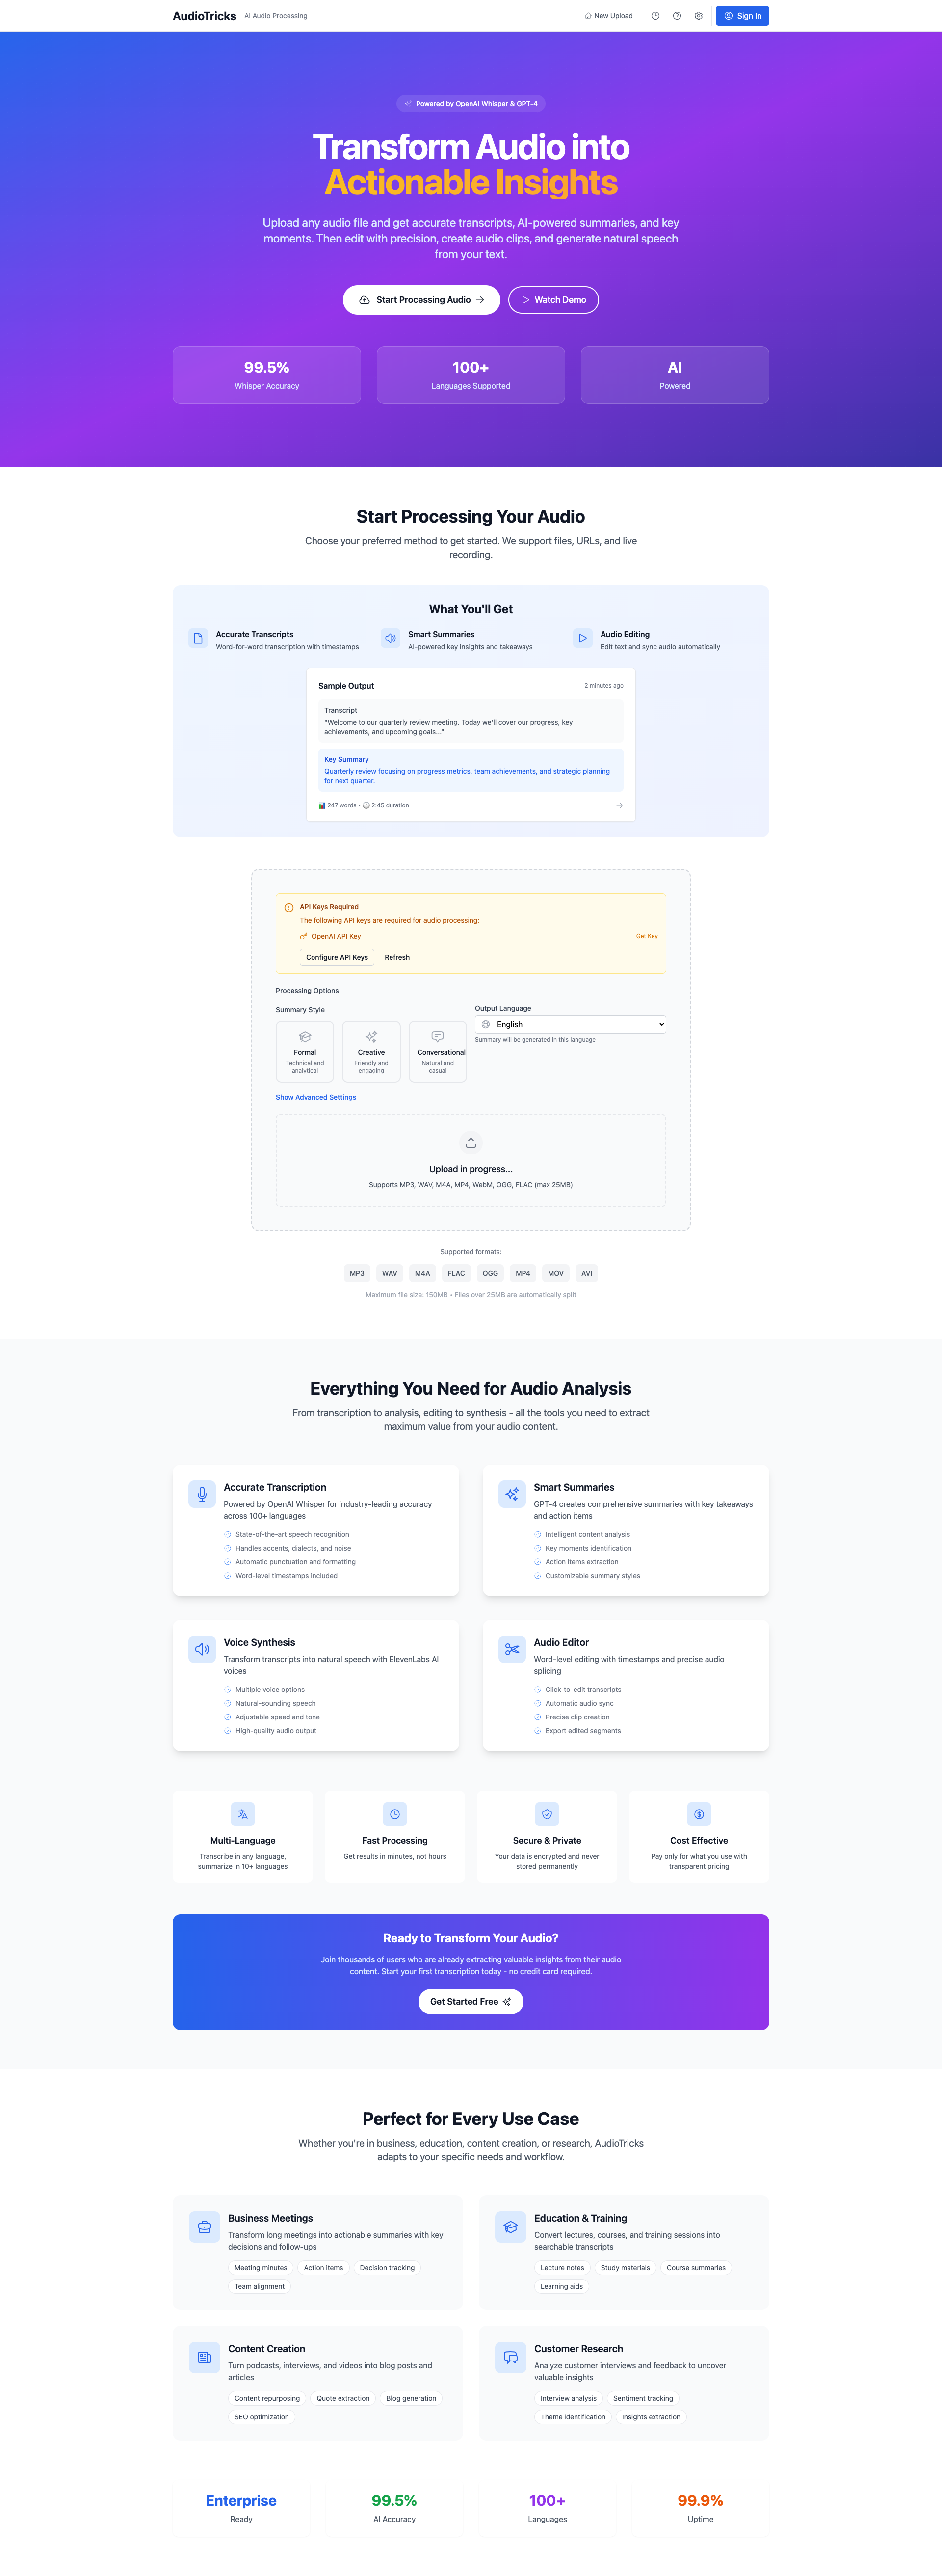 AudioTricks AI Audio Processing New Upload Sign In
Powered by OpenAI Whisper & GPT-4
Transform Audio into
Actionable Insights
Upload any audio file and get accurate transcripts, AI-powered summaries, and key
moments. Then edit with precision, create audio clips, and generate natural speech
from your text.
Start Processing Audio Watch Demo
99.5% 100+ AI
Whisper Accuracy Languages Supported Powered
Start Processing Your Audio
Choose your preferred method to get started. We support files, URLs, and live
recording.
What You'll Get
Accurate Transcripts
Word-for-word transcription with timestamps
Smart Summaries
AI-powered key insights and takeaways
Audio Editing
Edit text and sync audio automatically
Sample Output 2 minutes ago
Transcript
"Welcome to our quarterly review meeting. Today we'll cover our progress, key
achievements, and upcoming goals..."
Key Summary
Quarterly review focusing on progress metrics, team achievements, and strategic planning
for next quarter.
247 words • 2:45 duration
API Keys Required
The following API keys are required for audio processing:
OpenAI API Key Get Key
Configure API Keys Refresh
Processing Options
Summary Style
Formal
Technical and
analytical
Creative
Friendly and
engaging
Conversational
Natural and
casual
Output Language
English
Summary will be generated in this language
Show Advanced Settings
Upload in progress...
Supports MP3, WAV, M4A, MP4, WebM, OGG, FLAC (max 25MB)
Supported formats:
MP3 WAV M4A FLAC OGG MP4 MOV AVI
Maximum file size: 150MB • Files over 25MB are automatically split
Everything You Need for Audio Analysis
From transcription to analysis, editing to synthesis - all the tools you need to extract
maximum value from your audio content.
Accurate Transcription
Powered by OpenAI Whisper for industry-leading accuracy
across 100+ languages
State-of-the-art speech recognition
Handles accents, dialects, and noise
Automatic punctuation and formatting
Word-level timestamps included
Smart Summaries
GPT-4 creates comprehensive summaries with key takeaways
and action items
Intelligent content analysis
Key moments identification
Action items extraction
Customizable summary styles
Voice Synthesis
Transform transcripts into natural speech with ElevenLabs AI
voices
Multiple voice options
Natural-sounding speech
Adjustable speed and tone
High-quality audio output
Audio Editor
Word-level editing with timestamps and precise audio
splicing
Click-to-edit transcripts
Automatic audio sync
Precise clip creation
Export edited segments
Multi-Language
Transcribe in any language,
summarize in 10+ languages
Fast Processing
Get results in minutes, not hours
Secure & Private
Your data is encrypted and never
stored permanently
Cost Effective
Pay only for what you use with
transparent pricing
Ready to Transform Your Audio?
Join thousands of users who are already extracting valuable insights from their audio
content. Start your first transcription today - no credit card required.
Get Started Free
Perfect for Every Use Case
Whether you're in business, education, content creation, or research, AudioTricks
adapts to your specific needs and workflow.
Business Meetings
Transform long meetings into actionable summaries with key
decisions and follow-ups
Meeting minutes Action items Decision tracking
Team alignment
Education & Training
Convert lectures, courses, and training sessions into
searchable transcripts
Lecture notes Study materials Course summaries
Learning aids
Content Creation
Turn podcasts, interviews, and videos into blog posts and
articles
Content repurposing Quote extraction Blog generation
SEO optimization
Customer Research
Analyze customer interviews and feedback to uncover
valuable insights
Interview analysis Sentiment tracking
Theme identification Insights extraction
Enterprise 99.5% 100+ 99.9%
Ready AI Accuracy Languages Uptime